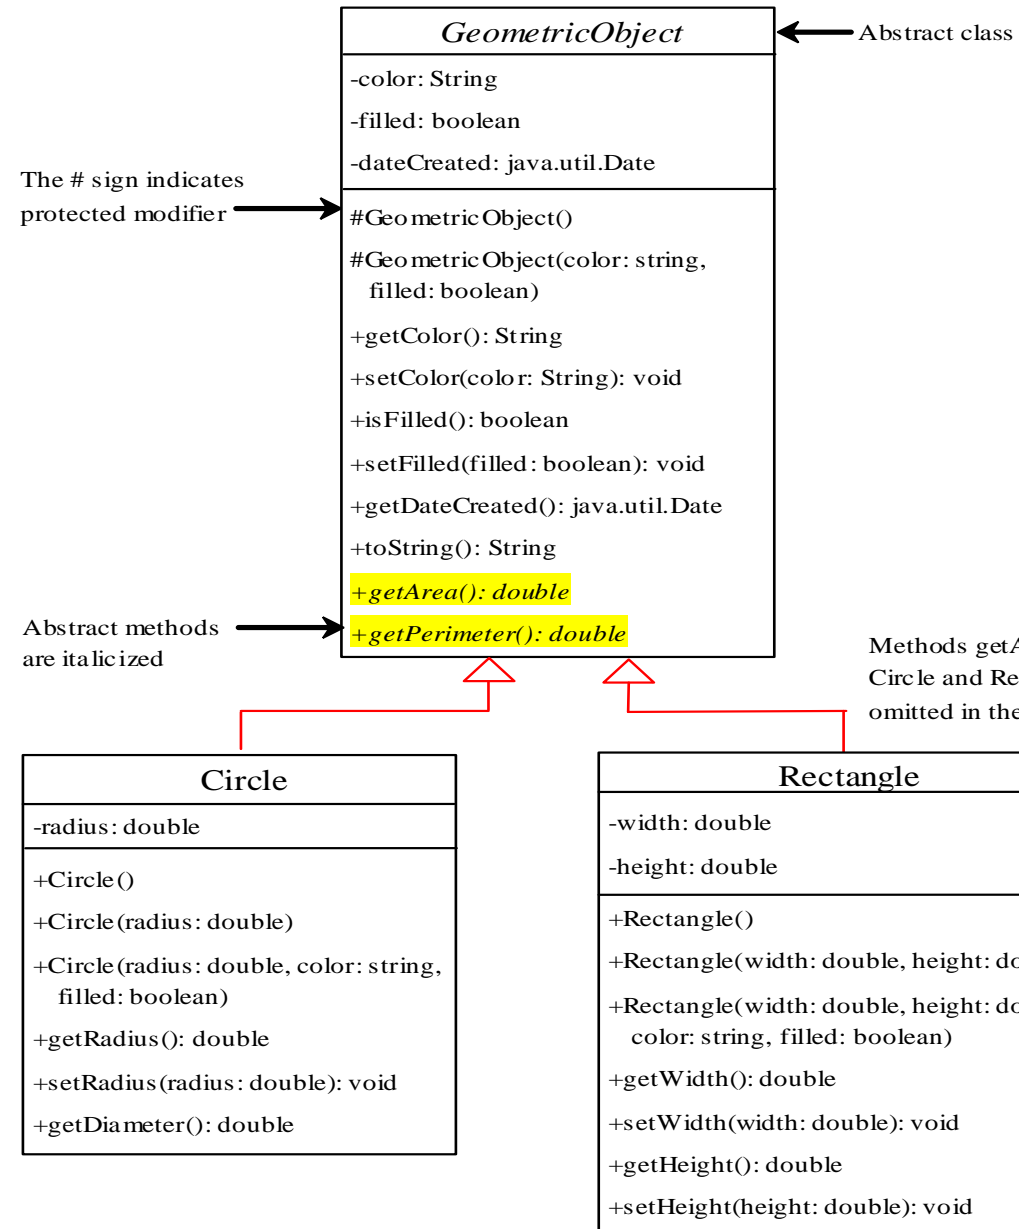 GeometricObject
Abstract class
-color: String
-filled: boolean
-dateCreated: java.util.Date
The # sign indicates
protected modifier
#GeometricObject()
#GeometricObject(color: string,
filled: boolean)
+getColor(): String
+setColor(color: String): void
+isFilled(): boolean
+setFilled(filled: boolean): void
+getDateCreated(): java.util.Date
+toString(): String
+getArea(): double
+getPerimeter(): double
Abstract methods
are italicized
Methods
Circle and
omitted in the
Circle
-radius: double
+Circle()
+Circle(radius: double)
+Circle(radius: double, color: string,
filled: boolean)
+getRadius(): double
+setRadius(radius: double): void
+getDiameter(): double
Rectangle
-width: double
-height: double
+Rectangle()
+Rectangle(width: double, height:
+Rectangle(width: double, height:
color: string, filled: boolean)
+getWidth(): double
+setWidth(width: double): void
+getHeight(): double
+setHeight(height: double): void